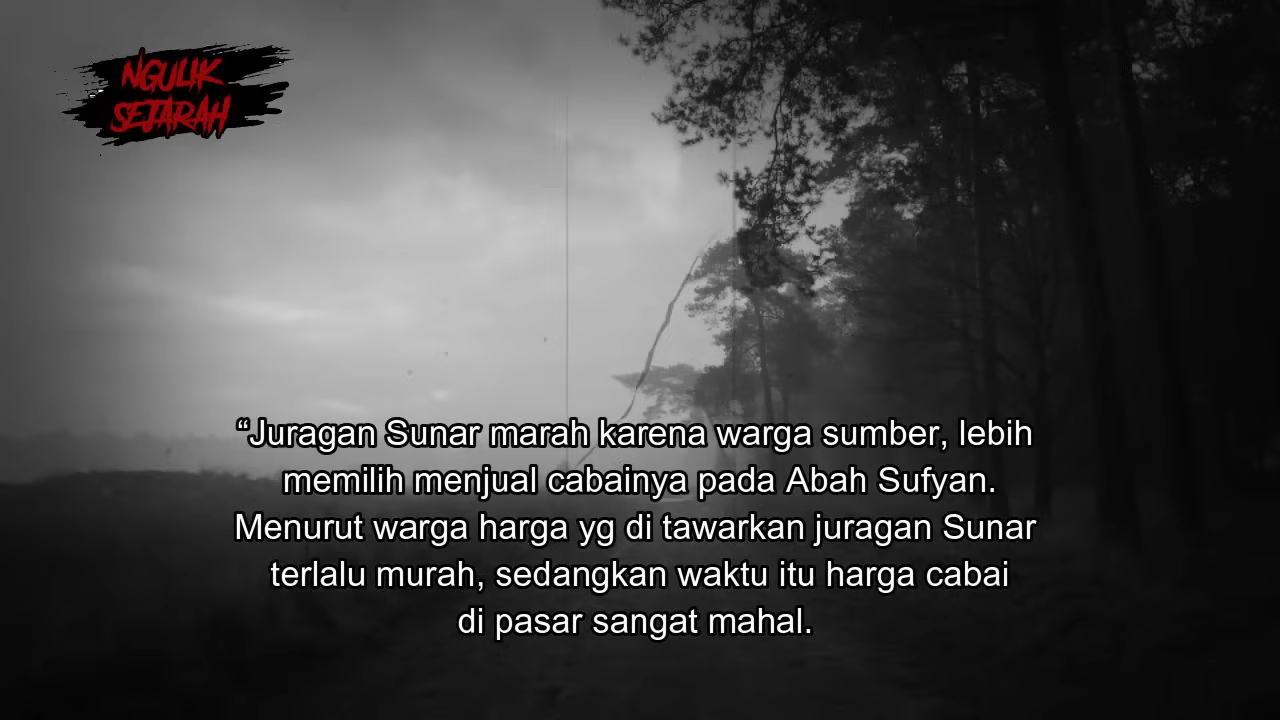 NGULIK
SEJARAH
“Juragan Sunar marah karena warga sumber, lebih
memilih menjual cabainya pada Abah Sufyan.
Menurut warga harga yg di tawarkan juragan Sunar
terlalu murah, sedangkan waktu itu harga cabai
di pasar sangat mahal.